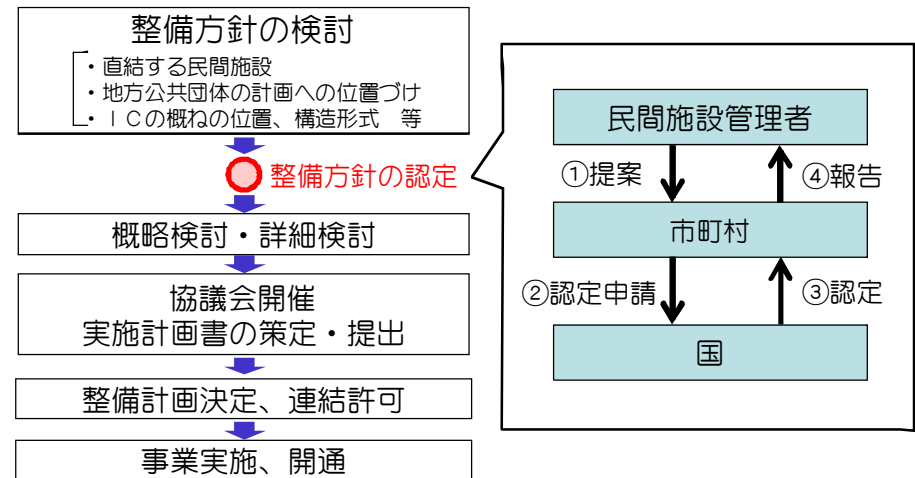 整備方針の検討
・直結する民間施設
・地方公共団体の計画への位置づけ
・ICの概ねの位置、構造形式　等
整備方針の認定
概略検討・詳細検討
協議会開催
実施計画書の策定・提出
整備計画決定、連結許可
事業実施、開通
民間施設管理者
①提案
④報告
市町村
②認定申請
③認定
国